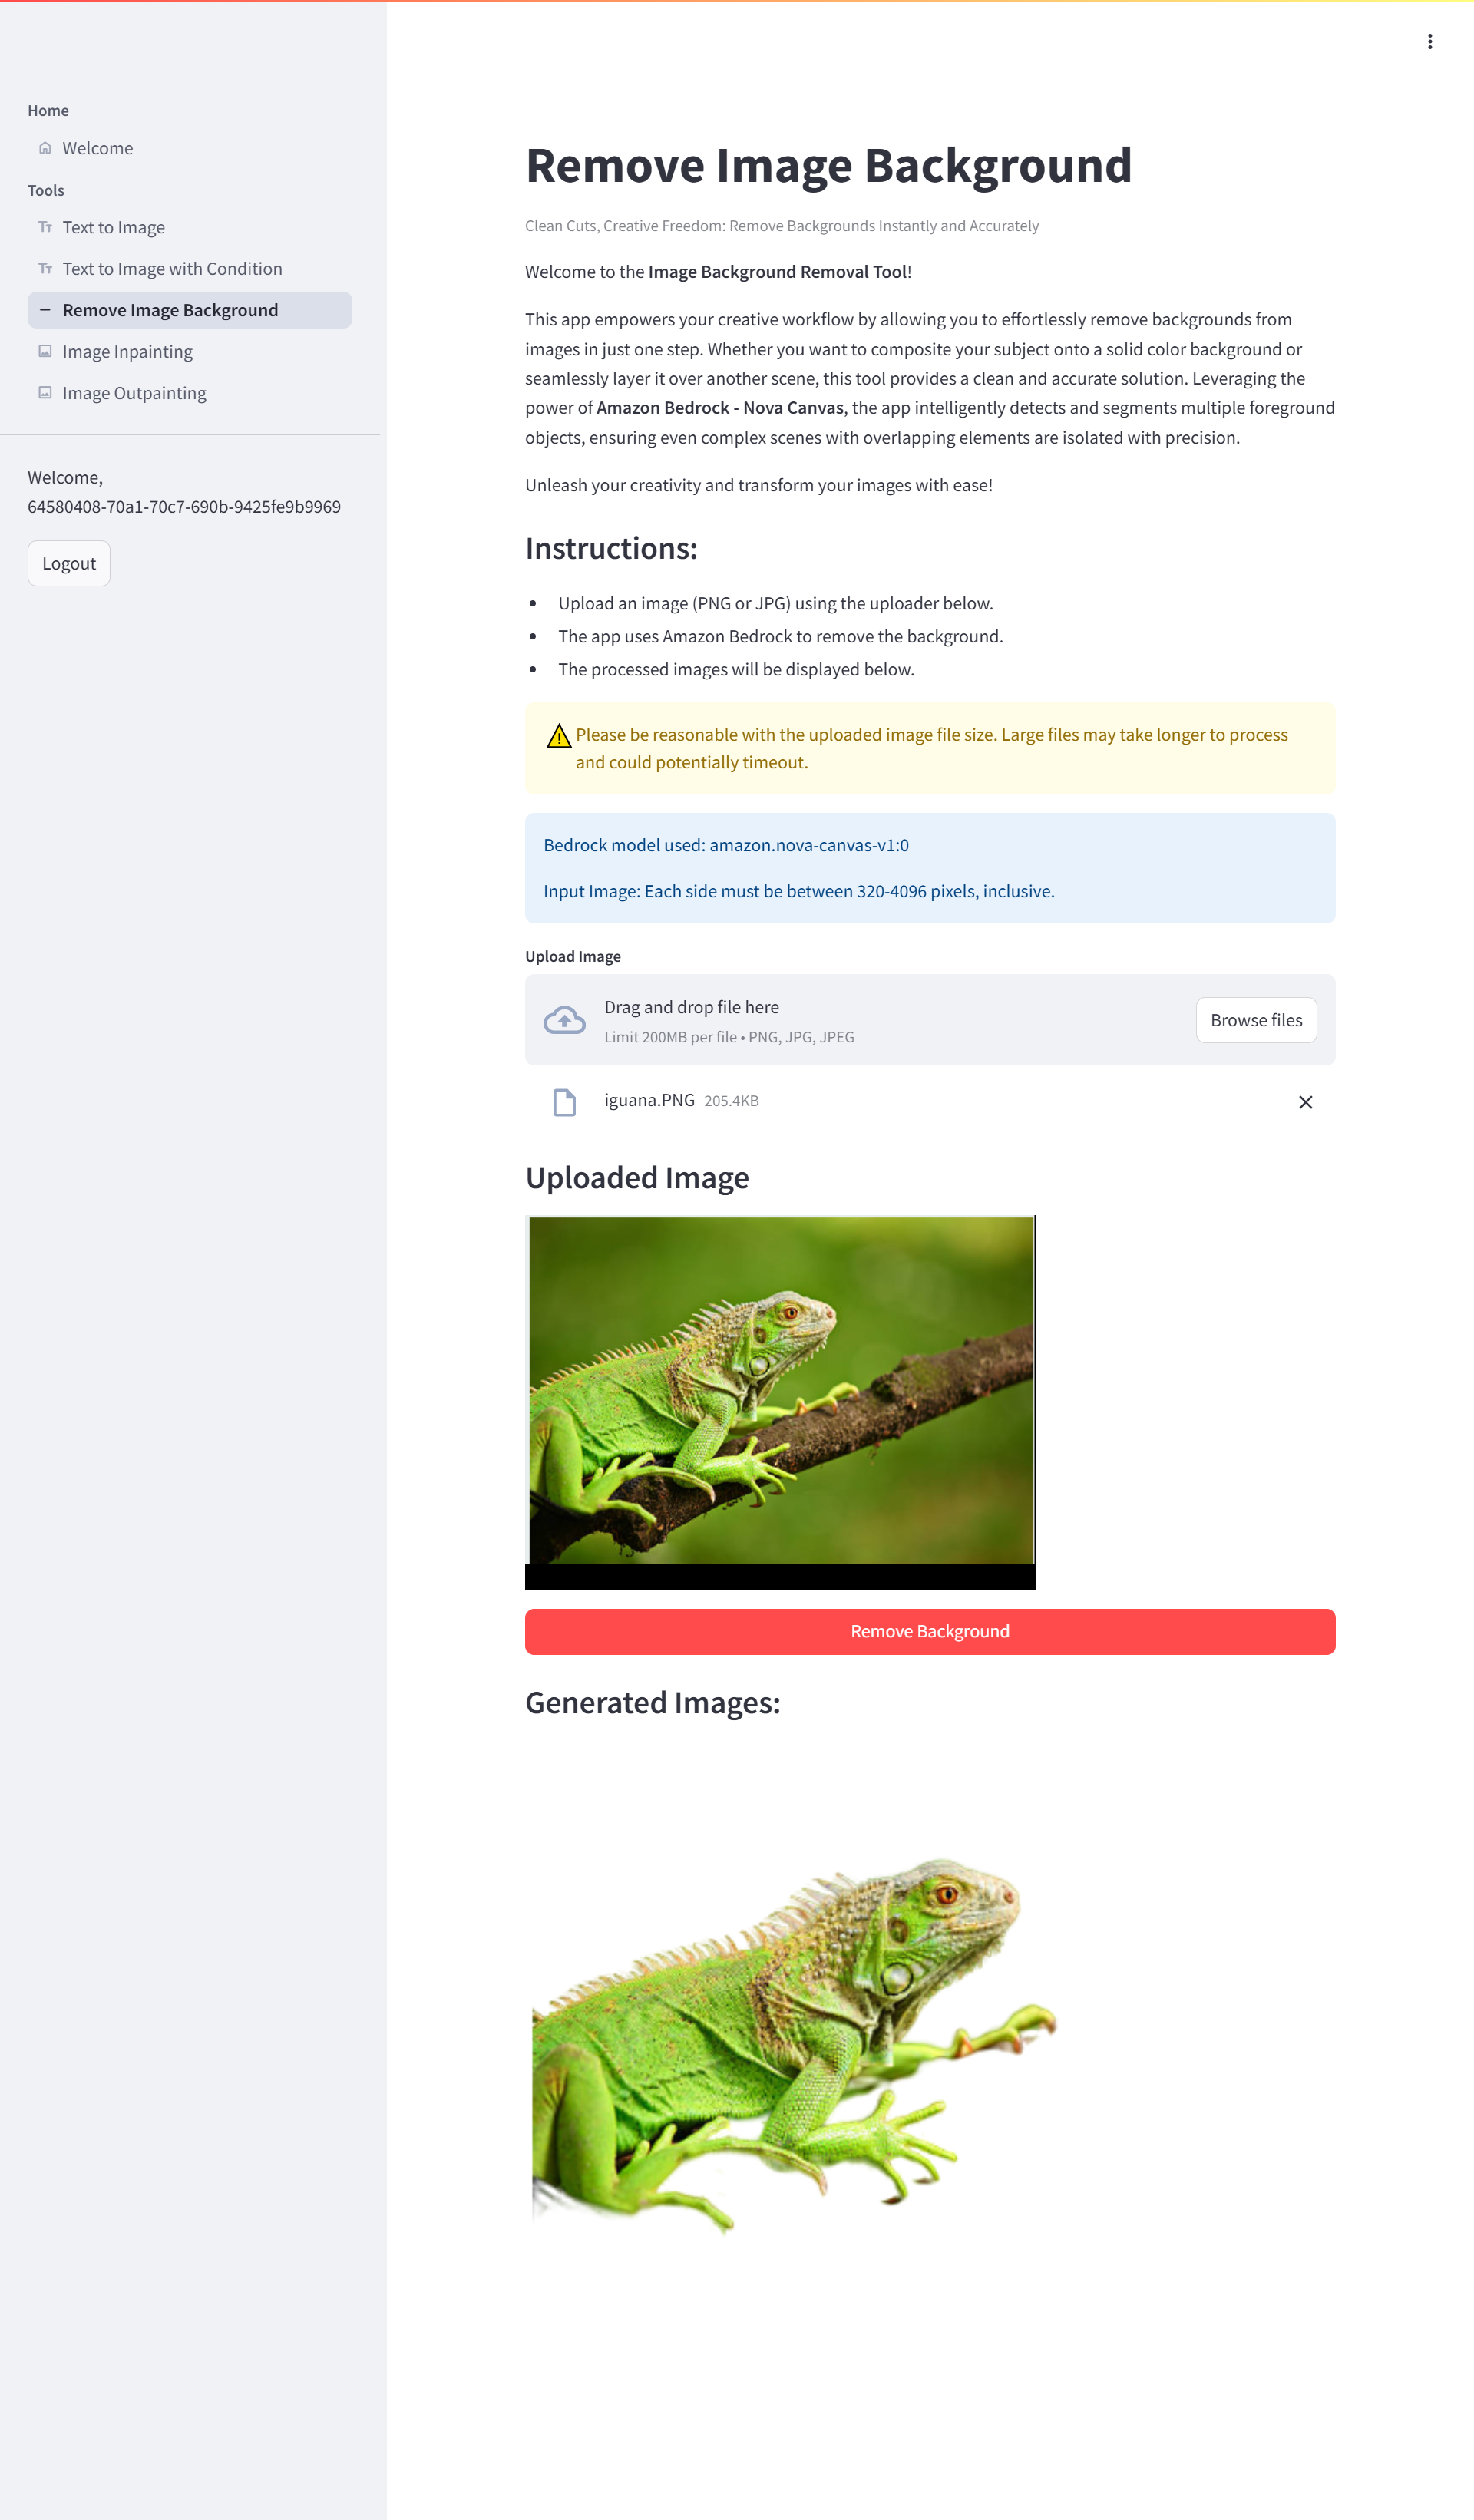 Home
Welcome
Tools
Text to Image
Text to Image with Condition
Remove Image Background
Image Inpainting
Image Outpainting
Welcome,
64580408-70a1-70c7-690b-9425fe9b9969
Logout
Remove Image Background
Clean Cuts, Creative Freedom: Remove Backgrounds Instantly and Accurately
Welcome to the Image Background Removal Tool!
This app empowers your creative workflow by allowing you to effortlessly remove backgrounds from
images in just one step. Whether you want to composite your subject onto a solid color background or
seamlessly layer it over another scene, this tool provides a clean and accurate solution. Leveraging the
power of Amazon Bedrock - Nova Canvas, the app intelligently detects and segments multiple foreground
objects, ensuring even complex scenes with overlapping elements are isolated with precision.
Unleash your creativity and transform your images with ease!
Instructions:
• Upload an image (PNG or JPG) using the uploader below.
• The app uses Amazon Bedrock to remove the background.
• The processed images will be displayed below.
Please be reasonable with the uploaded image file size. Large files may take longer to process
and could potentially timeout.
Bedrock model used: amazon.nova-canvas-v1:0
Input Image: Each side must be between 320-4096 pixels, inclusive.
Upload Image
Drag and drop file here
Limit 200MB per file • PNG, JPG, JPEG
Browse files
iguana.PNG 205.4KB
Uploaded Image
Remove Background
Generated Images: